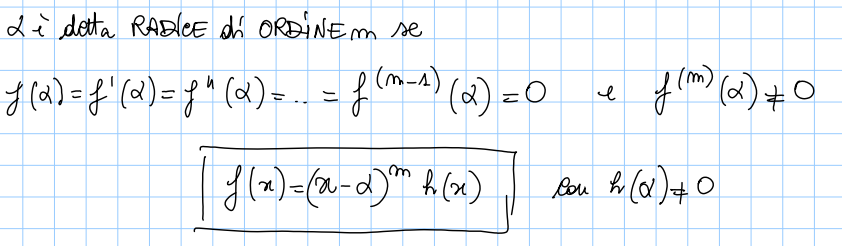 α è detta RADICE di ORDINE m se
f(α)=f'(α)=f''(α)=..=f^(m-1)(α)=0 e f^(m)(α)≠0
f(x)=(x-α)^m h(x) con h(α)≠0